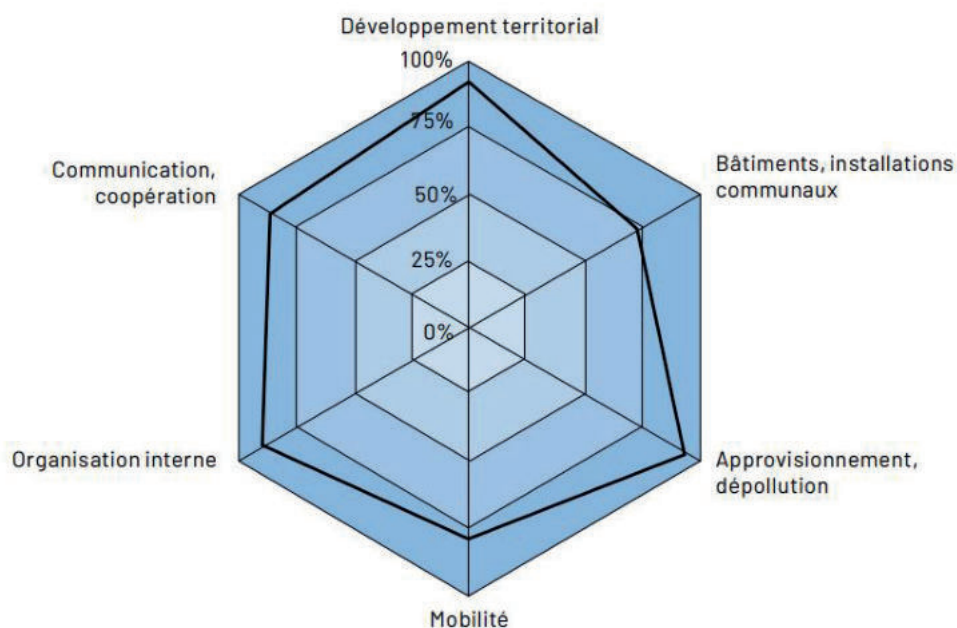 Développement territorial
100%
75%
50%
25%
0%
Bâtiments, installations
communaux
Approvisionnement,
dépollution
Mobilité
Organisation interne
Communication,
coopération